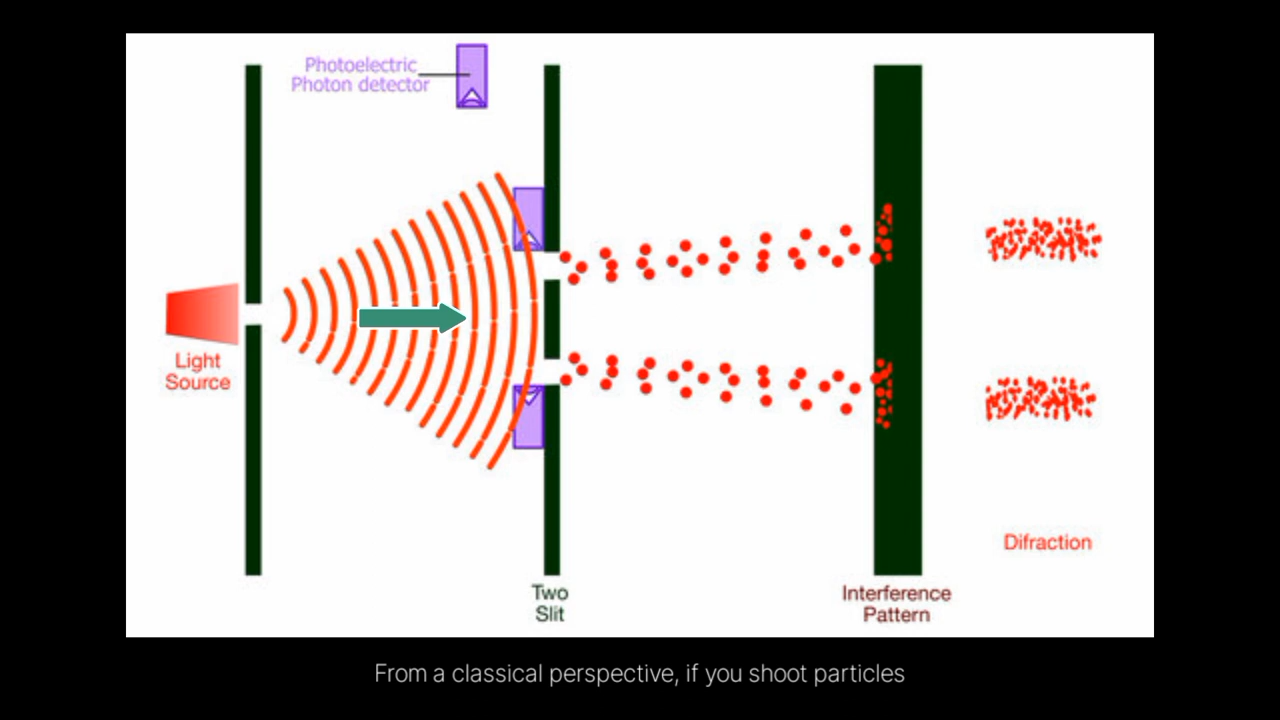 Photoelectric
Photon detector
Light
Source
Two
Slit
Interference
Pattern
Difraction
From a classical perspective, if you shoot particles